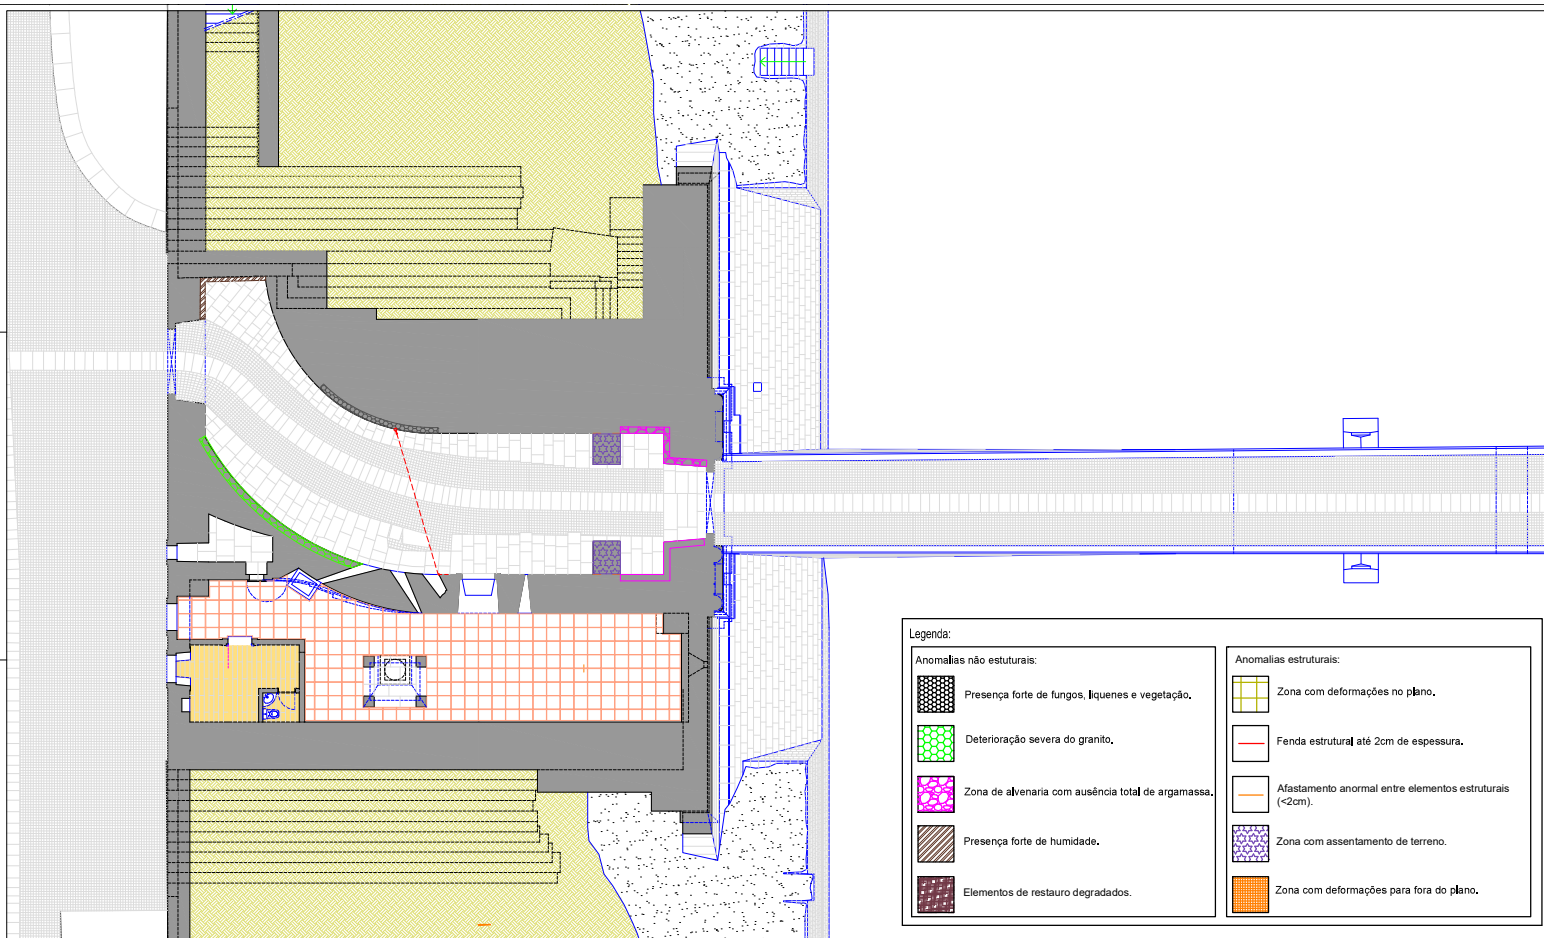 Legenda:
Anomalias não estuturais:
Presença forte de fungos, liquenes e vegetação.
Deterioração severa do granito.
Zona de alvenaria com ausência total de argamassa.
Presença forte de humidade.
Elementos de restauro degradados.
Anomalias estruturais:
Zona com deformações no plano.
Fenda estrutural até 2cm de espessura.
Afastamento anormal entre elementos estruturais
(<2cm).
Zona com assentamento de terreno.
Zona com deformações para fora do plano.